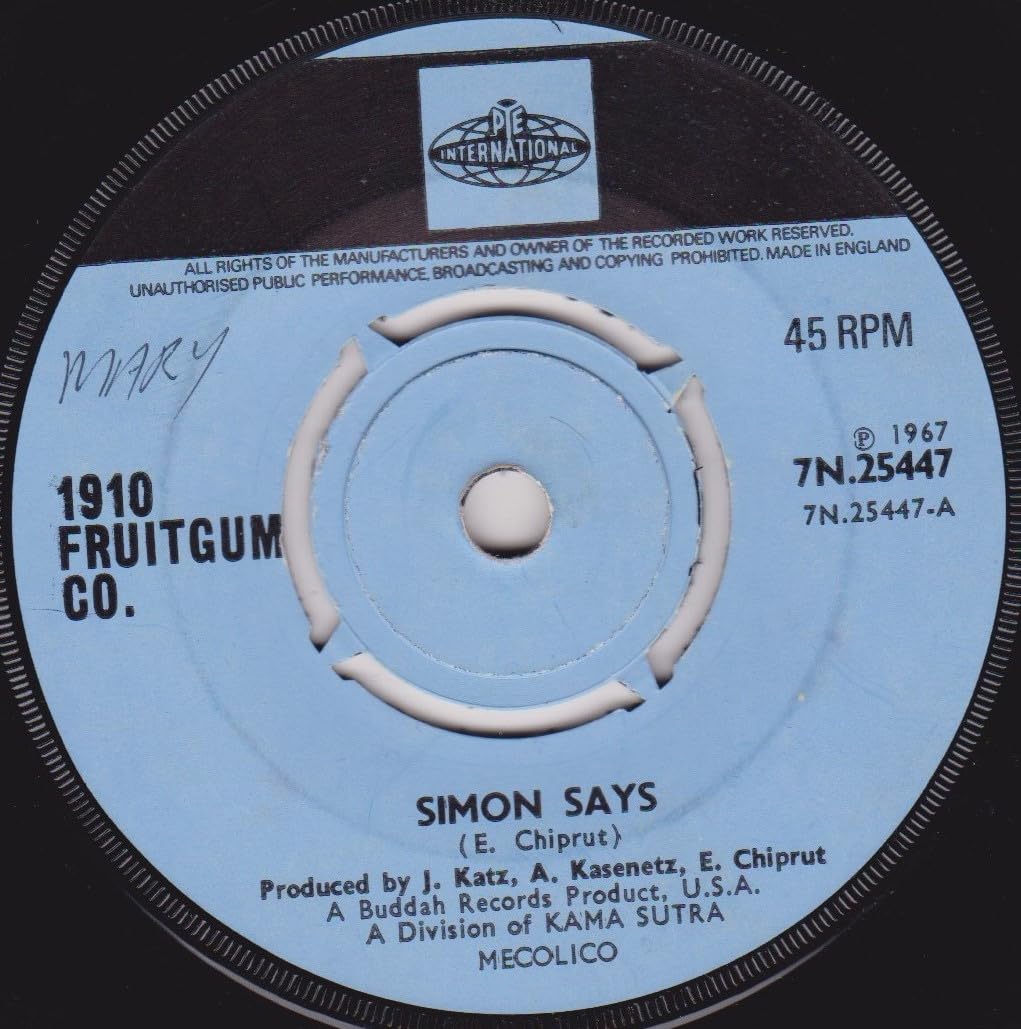 PYE
INTERNATIONAL
ALL RIGHTS OF THE MANUFACTURERS AND OWNER OF THE RECORDED WORK RESERVED.
UNAUTHORISED PUBLIC PERFORMANCE, BROADCASTING AND COPYING PROHIBITED. MADE IN ENGLAND
45 RPM
MARY
℗ 1967
7N.25447
7N.25447-A
1910
FRUITGUM
CO.
SIMON SAYS
(E. Chiprut)
Produced by J. Katz, A. Kasenetz, E. Chiprut
A Buddah Records Product, U.S.A.
A Division of KAMA SUTRA
MECOLICO